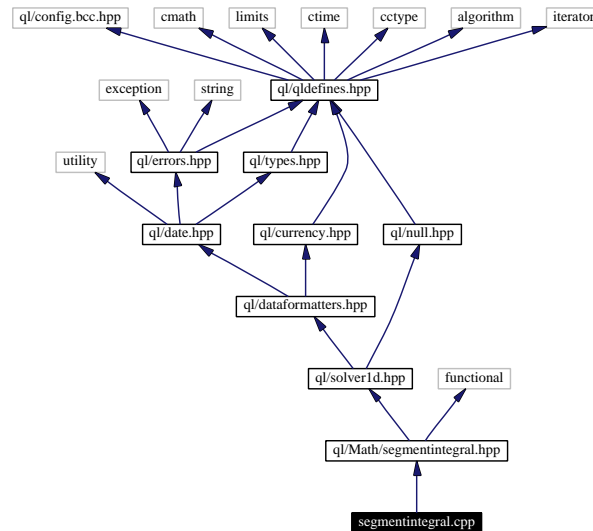 ql/config.bcc.hpp cmath limits ctime cctype algorithm iterator
exception string ql/qldefines.hpp
utility ql/errors.hpp ql/types.hpp
ql/date.hpp ql/currency.hpp ql/null.hpp
ql/dataformatters.hpp
ql/solver1d.hpp functional
ql/Math/segmentintegral.hpp
segmentintegral.cpp